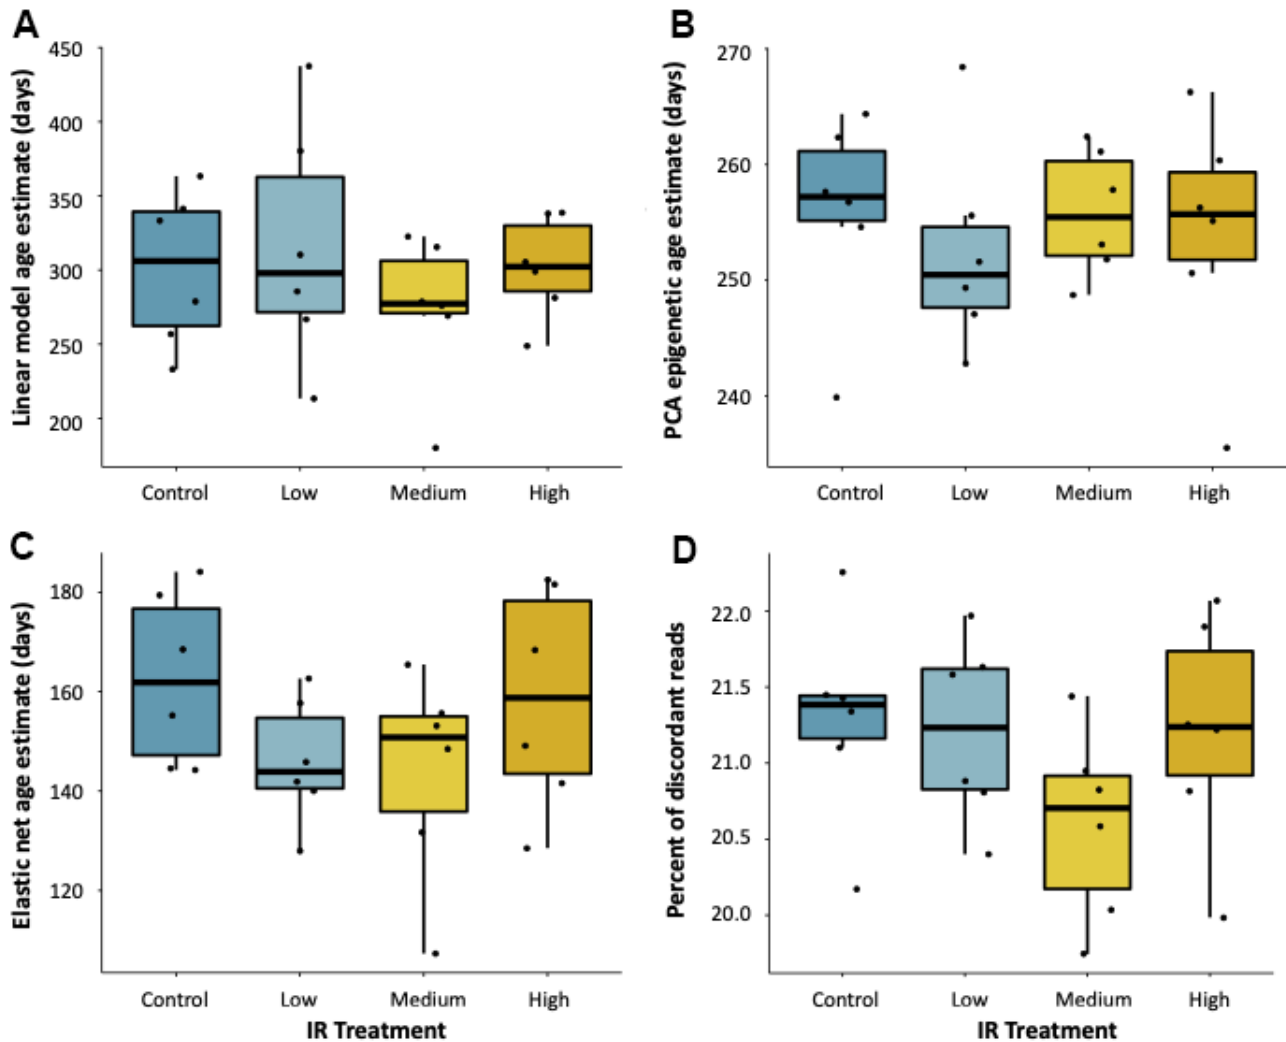 A
Linear model age estimate (days)
450
400
350
300
250
200
Control Low Medium High
B
PCA epigenetic age estimate (days)
270
260
250
240
Control Low Medium High
C
Elastic net age estimate (days)
180
160
140
120
Control Low Medium High
IR Treatment
D
Percent of discordant reads
22.0
21.5
21.0
20.5
20.0
Control Low Medium High
IR Treatment